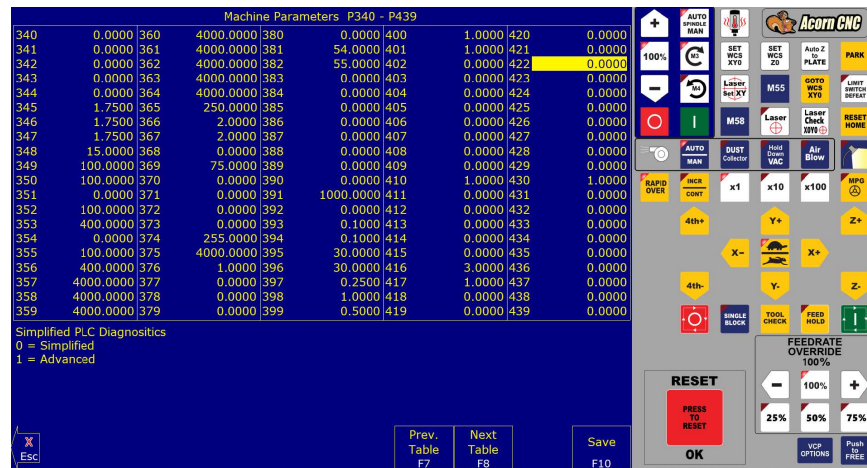 Machine Parameters P340 - P439
340 0.0000 360 4000.0000 380 0.0000 400 1.0000 420 0.0000
341 0.0000 361 4000.0000 381 54.0000 401 1.0000 421 0.0000
342 0.0000 362 4000.0000 382 55.0000 402 0.0000 422 0.0000
343 0.0000 363 4000.0000 383 0.0000 403 0.0000 423 0.0000
344 0.0000 364 4000.0000 384 0.0000 404 0.0000 424 0.0000
345 1.7500 365 250.0000 385 0.0000 405 0.0000 425 0.0000
346 1.7500 366 2.0000 386 0.0000 406 0.0000 426 0.0000
347 1.7500 367 2.0000 387 0.0000 407 0.0000 427 0.0000
348 15.0000 368 0.0000 388 0.0000 408 0.0000 428 0.0000
349 100.0000 369 75.0000 389 0.0000 409 0.0000 429 0.0000
350 100.0000 370 0.0000 390 0.0000 410 1.0000 430 1.0000
351 0.0000 371 0.0000 391 1000.0000 411 0.0000 431 0.0000
352 100.0000 372 0.0000 392 0.0000 412 0.0000 432 0.0000
353 400.0000 373 0.0000 393 0.1000 413 0.0000 433 0.0000
354 0.0000 374 255.0000 394 0.1000 414 0.0000 434 0.0000
355 100.0000 375 4000.0000 395 30.0000 415 0.0000 435 0.0000
356 400.0000 376 1.0000 396 30.0000 416 3.0000 436 0.0000
357 4000.0000 377 0.0000 397 0.2500 417 1.0000 437 0.0000
358 4000.0000 378 0.0000 398 1.0000 418 0.0000 438 0.0000
359 4000.0000 379 0.0000 399 0.5000 419 0.0000 439 0.0000
Simplified PLC Diagnositics
0 = Simplified
1 = Advanced
X
Esc
Prev.
Table
F7
Next
Table
F8
Save
F10
+
AUTO
SPINDLE
MAN
Acorn CNC
100%
M3
SET
WCS
XY0
SET
WCS
Z0
Auto Z
to
PLATE
PARK
-
M4
Laser
Set XY
M55
GOTO
WCS
XY0
LIMIT
SWITCH
DEFEAT
M58
Laser
Laser
Check
X0Y0
RESET
HOME
AUTO
MAN
DUST
Collector
Hold
Down
VAC
Air
Blow
RAPID
OVER
INCR
CONT
x1
x10
x100
MPG
4th+
Y+
Z+
X-
X+
4th-
Y-
Z-
SINGLE
BLOCK
TOOL
CHECK
FEED
HOLD
FEEDRATE
OVERRIDE
100%
RESET
PRESS
TO
RESET
OK
-
100%
+
25%
50%
75%
VCP
OPTIONS
Push
to
FREE